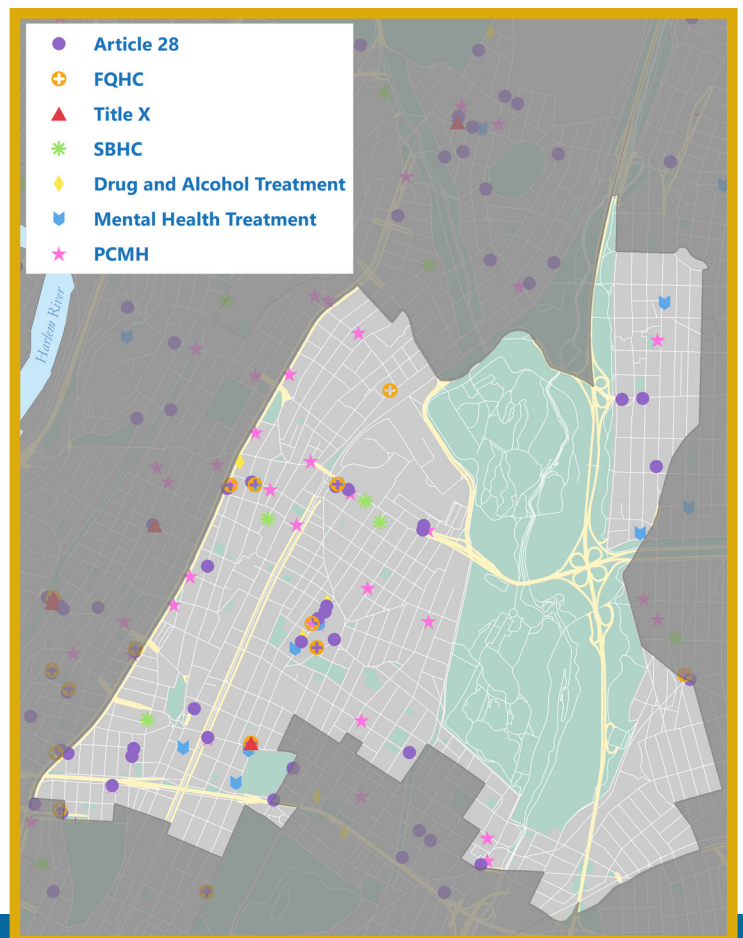 Article 28
FQHC
Title X
SBHC
Drug and Alcohol Treatment
Mental Health Treatment
PCMH
Harlem River